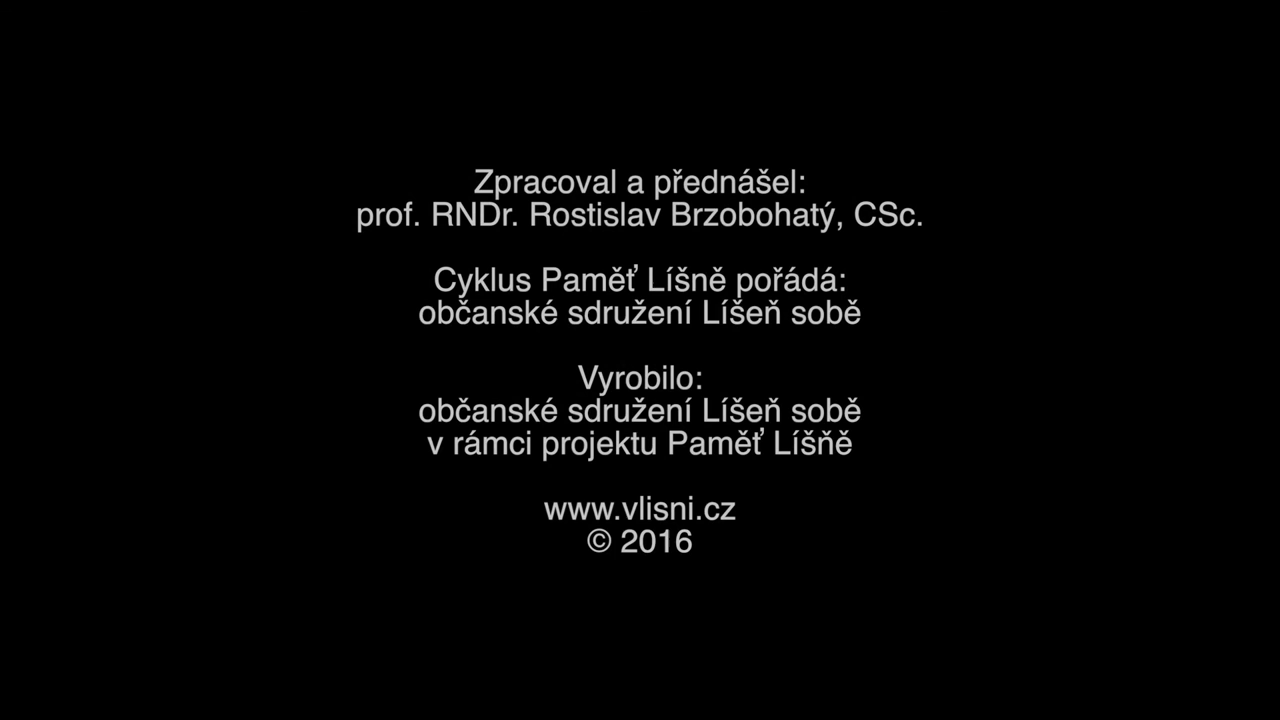 Zpracoval a přednášel:
prof. RNDr. Rostislav Brzobohatý, CSc.
Cyklus Paměť Líšně pořádá:
občanské sdružení Líšeň sobě
Vyrobilo:
občanské sdružení Líšeň sobě
v rámci projektu Paměť Líšňě
www.vlisni.cz
© 2016